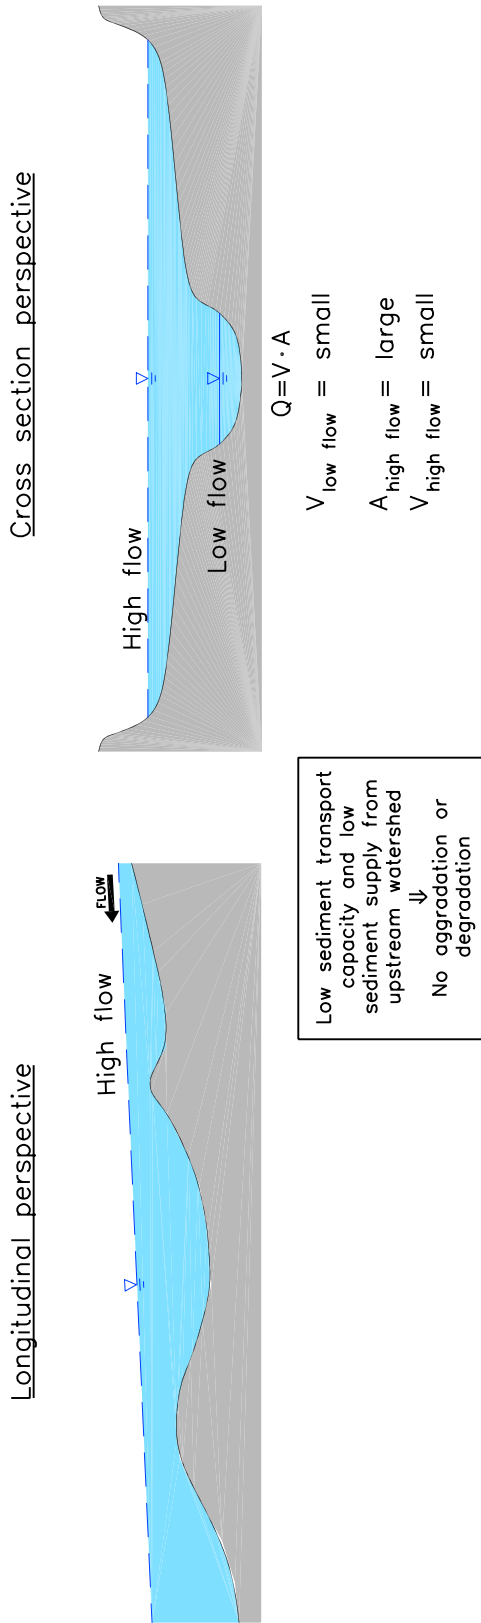 Longitudinal perspective
High flow
FLOW
Low sediment transport
capacity and low
sediment supply from
upstream watershed
⇓
No aggradation or
degradation
Cross section perspective
High flow
Low flow
Q=V·A
V low flow = small
A high flow = large
V high flow = small